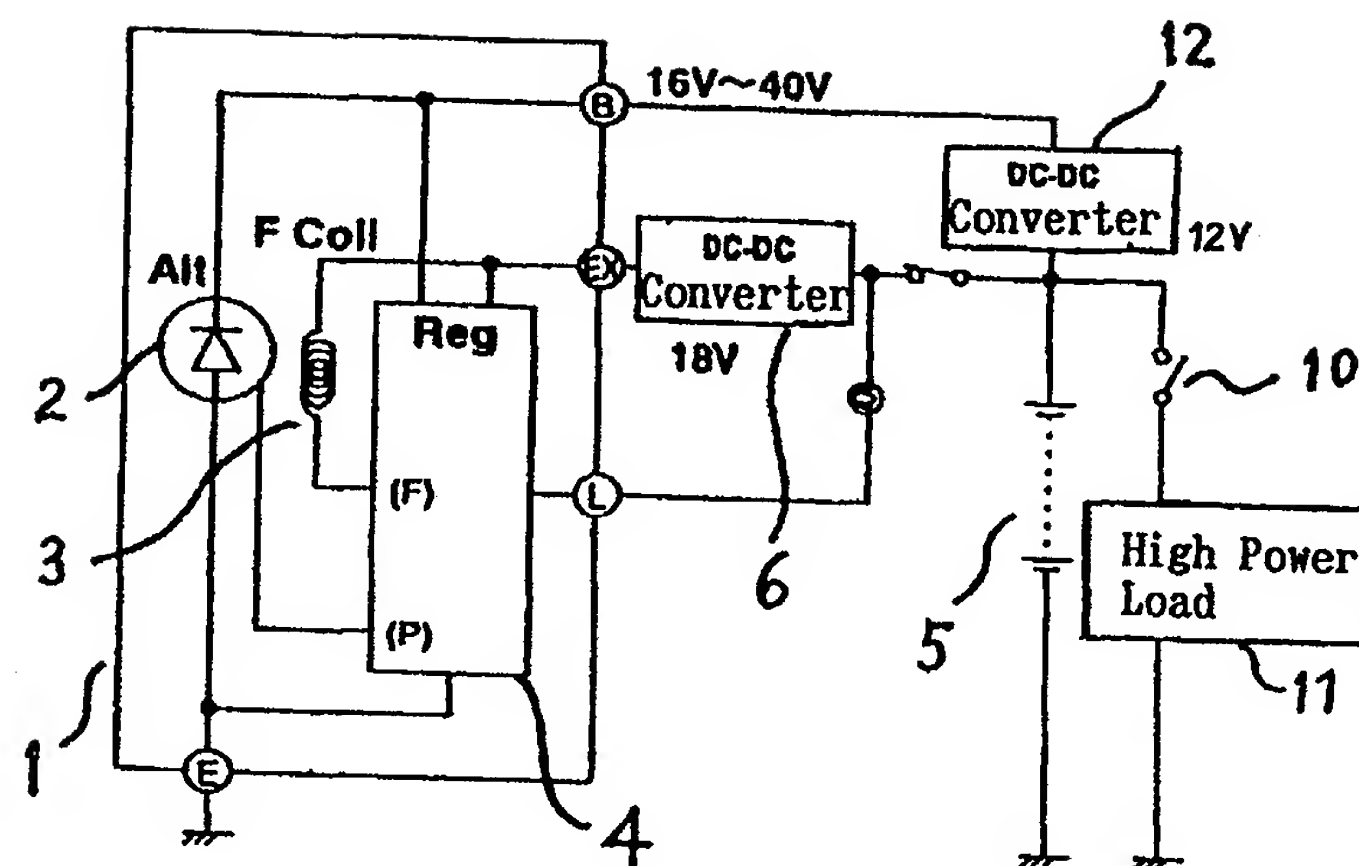 12
B
16V~40V
DC-DC
Converter
12V
F Coil
Alt
EX
DC-DC
Converter
18V
Reg
2
10
3
(F)
L
6
5
High Power
Load
(P)
11
1
E
4